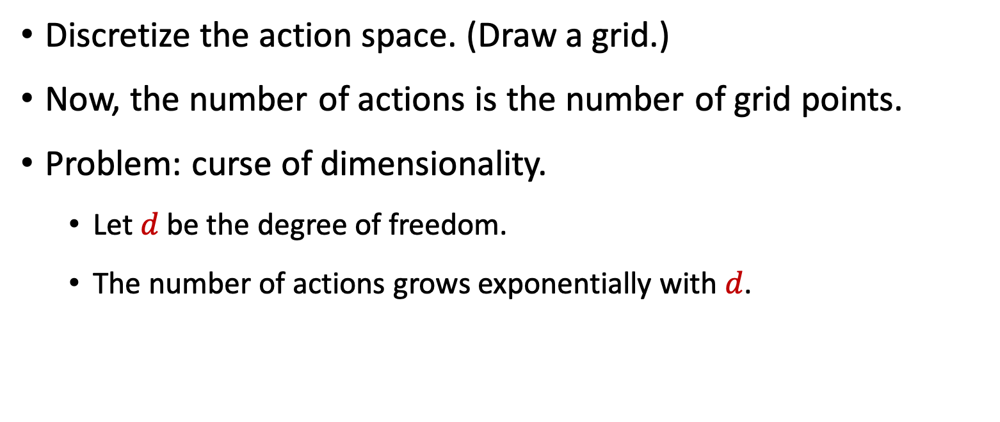 • Discretize the action space. (Draw a grid.)
• Now, the number of actions is the number of grid points.
• Problem: curse of dimensionality.
• Let d be the degree of freedom.
• The number of actions grows exponentially with d.